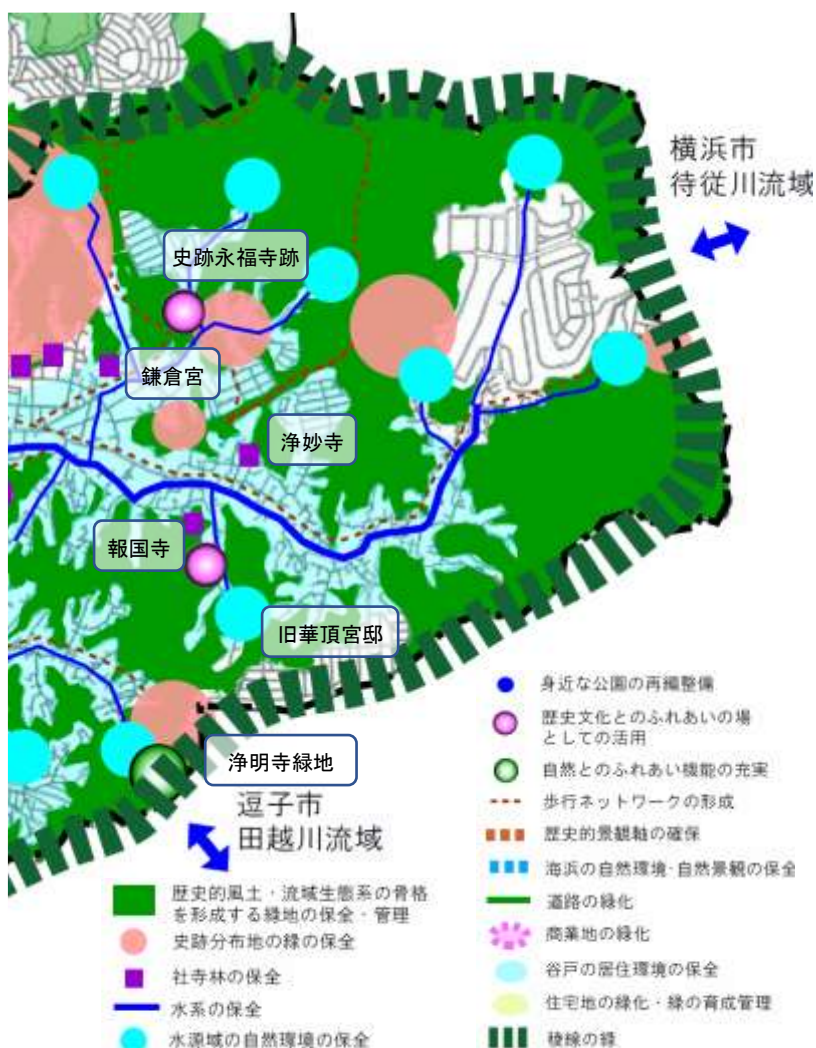 横浜市
待従川流域
史跡永福寺跡
鎌倉宮
浄妙寺
報国寺
旧華頂宮邸
浄明寺緑地
逗子市
田越川流域
歴史的風土・流域生態系の骨格
を形成する緑地の保全・管理
史跡分布地の緑の保全
社寺林の保全
水系の保全
水源域の自然環境の保全
身近な公園の再編整備
歴史文化とのふれあいの場
としての活用
自然とのふれあい機能の充実
歩行ネットワークの形成
歴史的景観軸の確保
海浜の自然環境・自然景観の保全
道路の緑化
商業地の緑化
谷戸の居住環境の保全
住宅地の緑化・緑の育成管理
稜線の緑